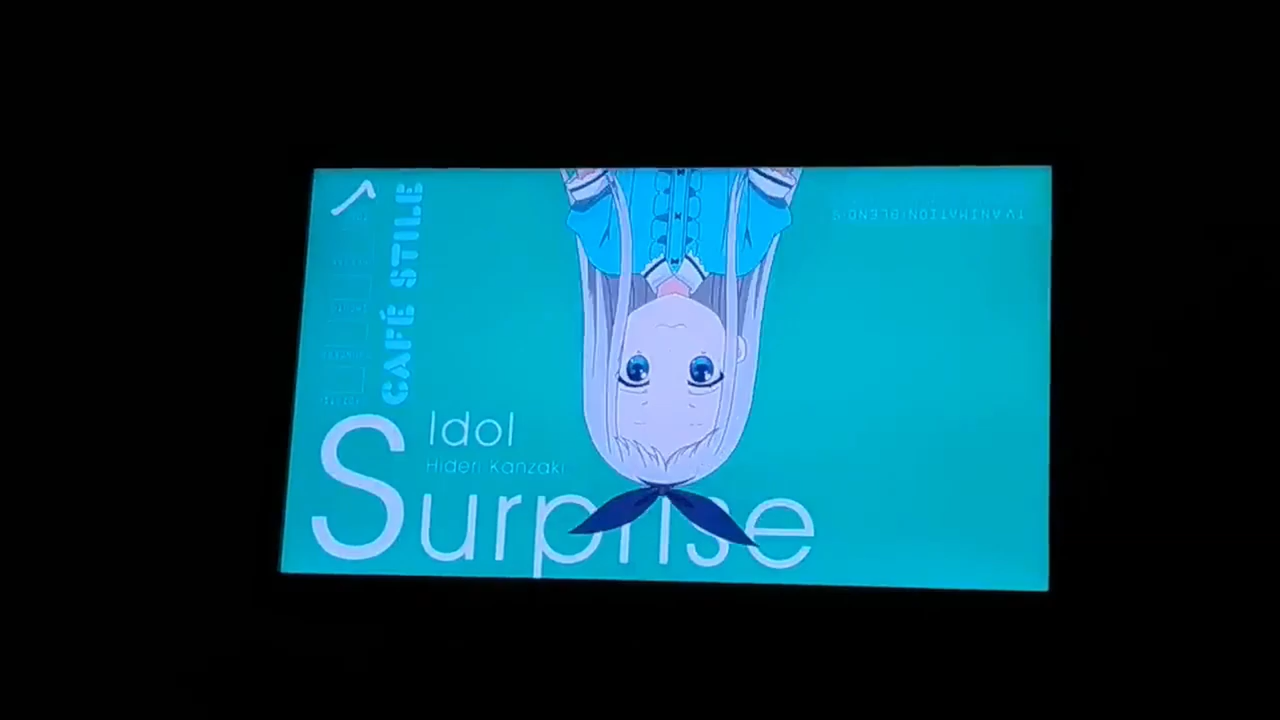 CAFÉ STILE
TV ANIMATION BLEND S
Idol
Hideri Kanzaki
Surprise